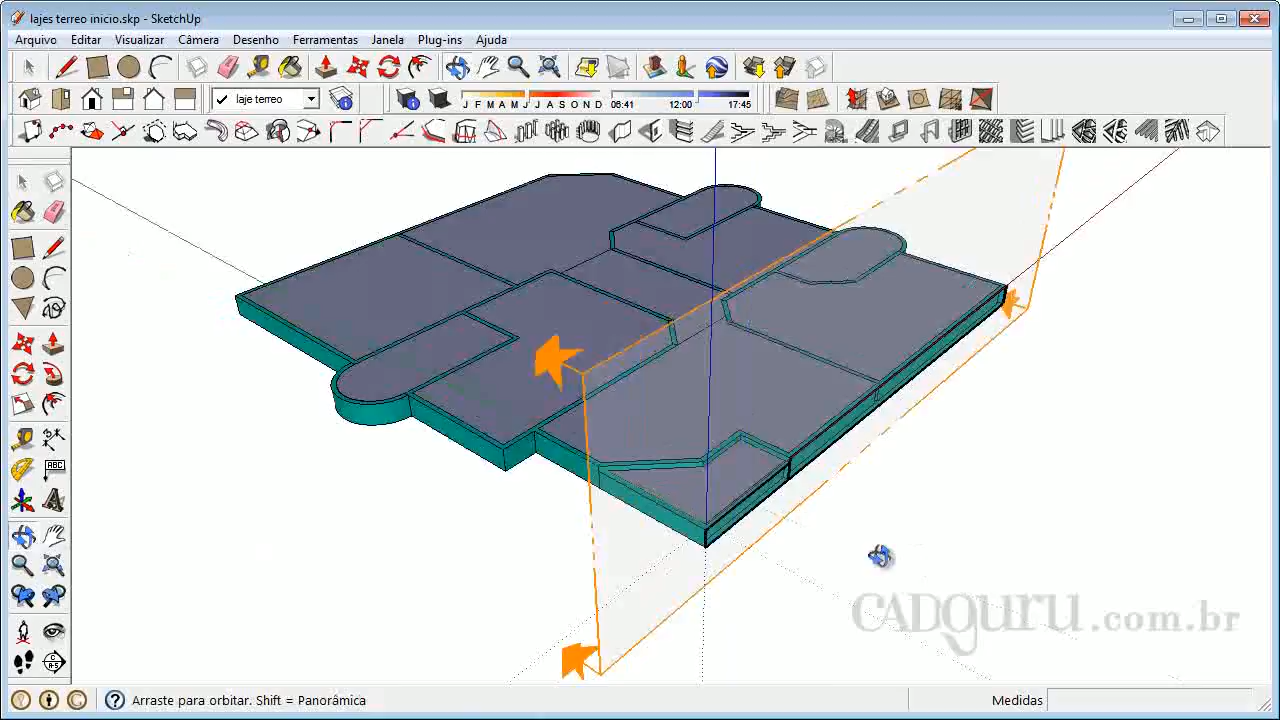 lajes terreo inicio.skp - SketchUp
Arquivo Editar Visualizar Câmera Desenho Ferramentas Janela Plug-ins Ajuda
laje terreo
J F M A M J J A S O N D 06:41 12:00 17:45
ABC
CADGURU.com.br
Arraste para orbitar. Shift = Panorâmica Medidas